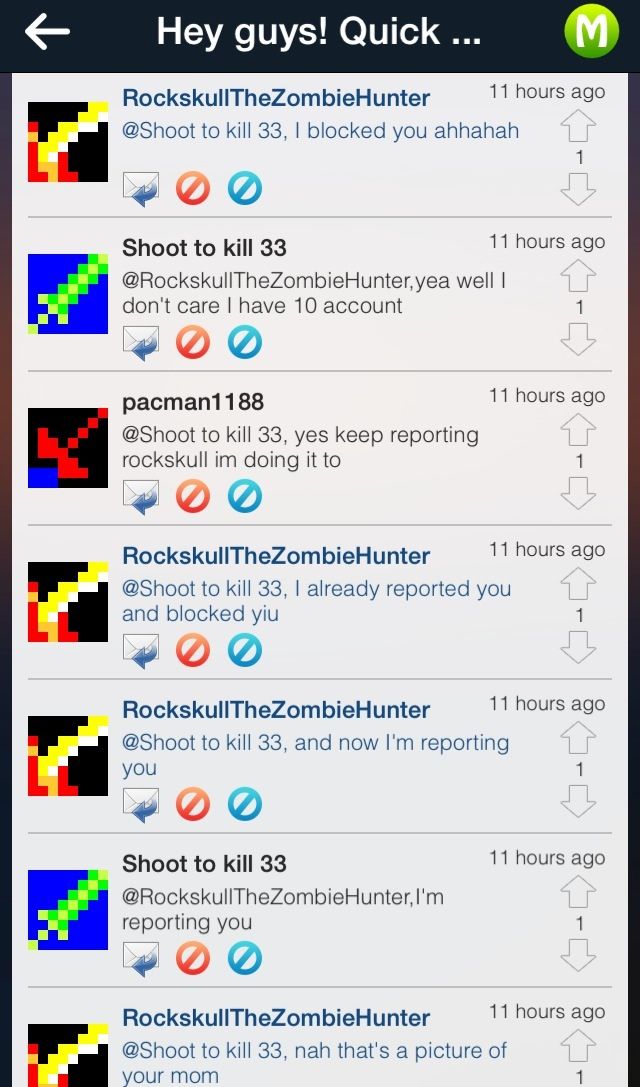 Hey guys! Quick ...
M
RockskullTheZombieHunter
11 hours ago
@Shoot to kill 33, I blocked you ahhahah
1
Shoot to kill 33
11 hours ago
@RockskullTheZombieHunter,yea well I
don't care I have 10 account
1
pacman1188
11 hours ago
@Shoot to kill 33, yes keep reporting
rockskull im doing it to
1
RockskullTheZombieHunter
11 hours ago
@Shoot to kill 33, I already reported you
and blocked yiu
1
RockskullTheZombieHunter
11 hours ago
@Shoot to kill 33, and now I'm reporting
you
1
Shoot to kill 33
11 hours ago
@RockskullTheZombieHunter,I'm
reporting you
1
RockskullTheZombieHunter
11 hours ago
@Shoot to kill 33, nah that's a picture of
your mom
1